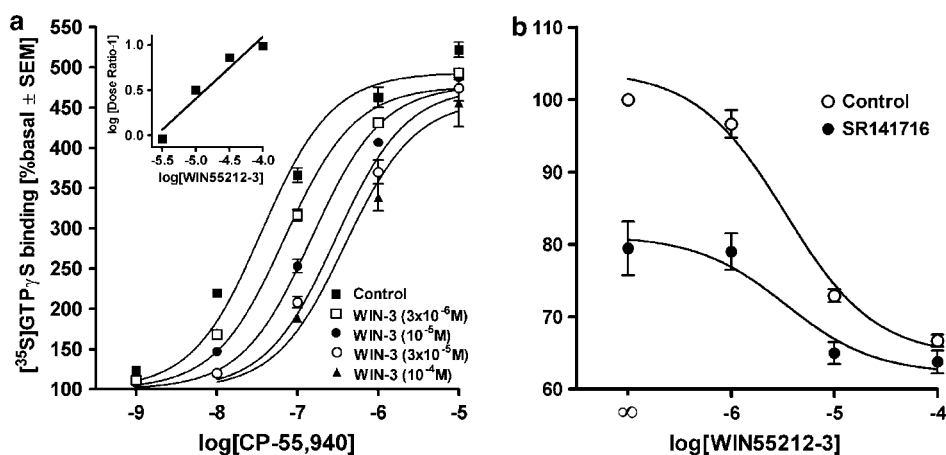 a
[³⁵S]GTPγS binding [%basal ± SEM]
550
500
450
400
350
300
250
200
150
100
log [Dose Ratio-1]
1.0
0.5
0.0
-5.5
-5.0
-4.5
-4.0
log[WIN55212-3]
Control
WIN-3 (3x10⁻⁶M)
WIN-3 (10⁻⁵M)
WIN-3 (3x10⁻⁵M)
WIN-3 (10⁻⁴M)
-9
-8
-7
-6
-5
log[CP-55,940]
b
100
90
80
70
60
Control
SR141716
∞
-6
-5
-4
log[WIN55212-3]